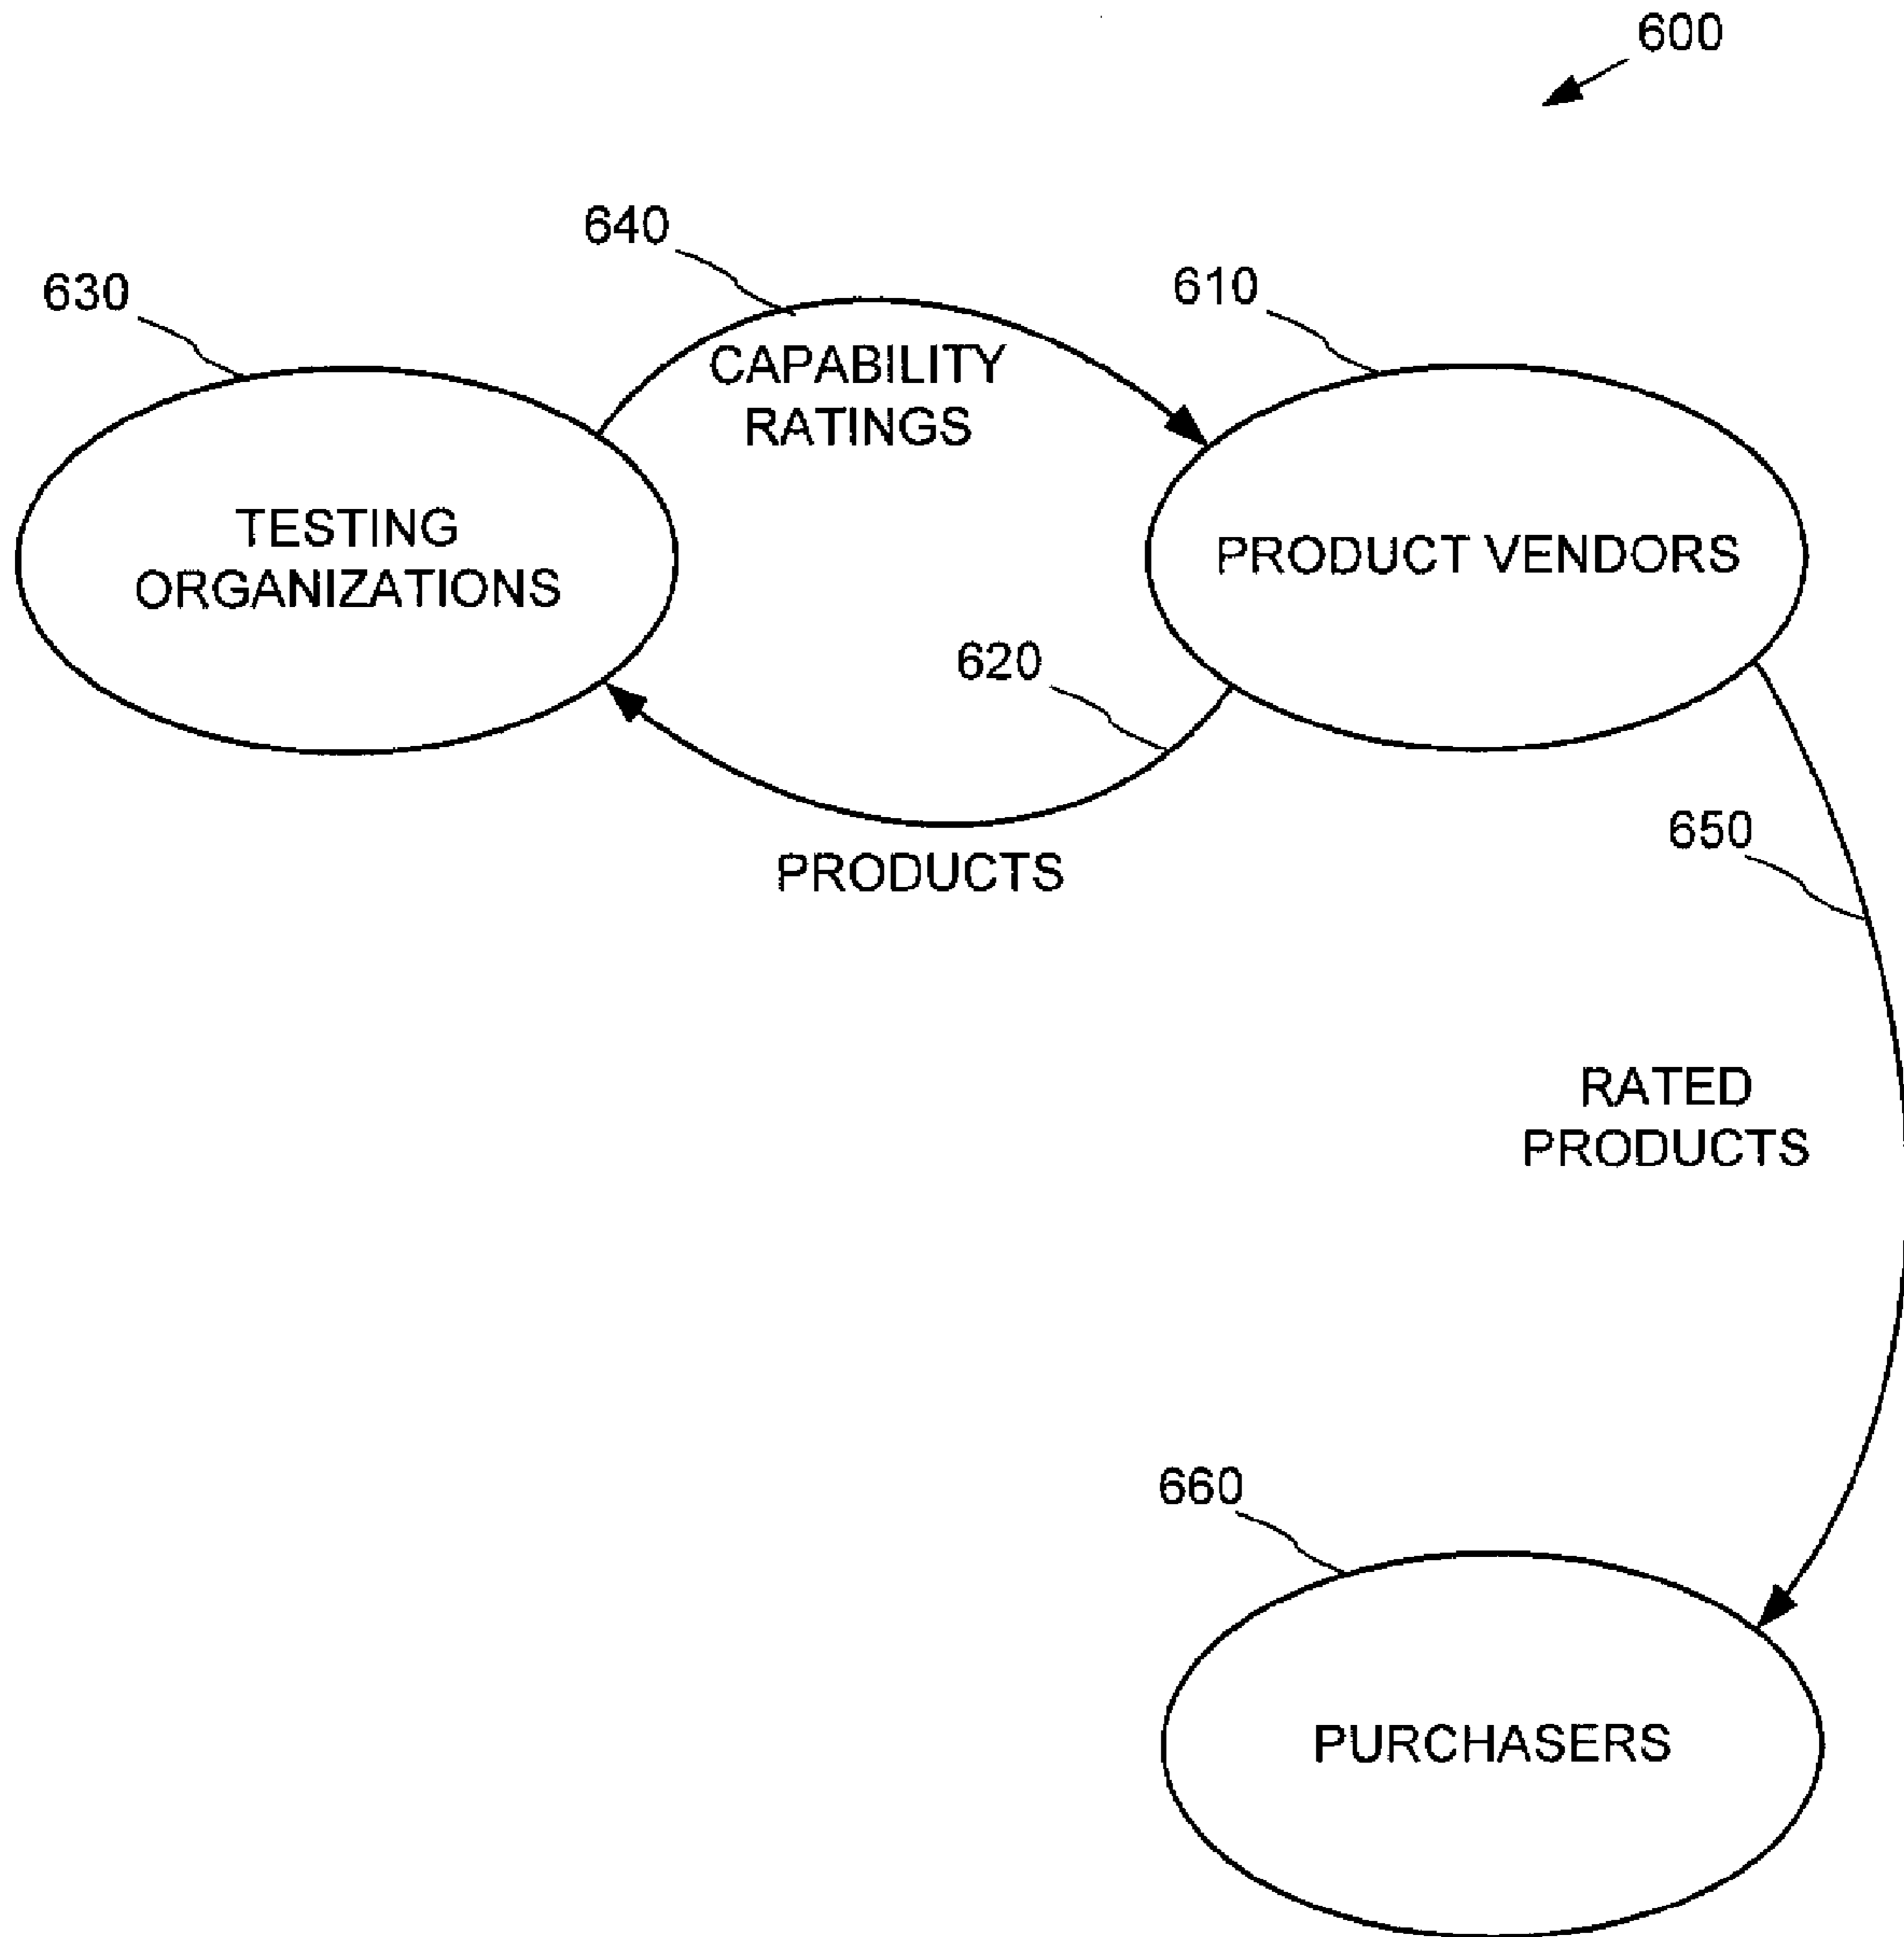 600
640
630
610
CAPABILITY
RATINGS
TESTING
ORGANIZATIONS
PRODUCT VENDORS
620
650
PRODUCTS
RATED
PRODUCTS
660
PURCHASERS